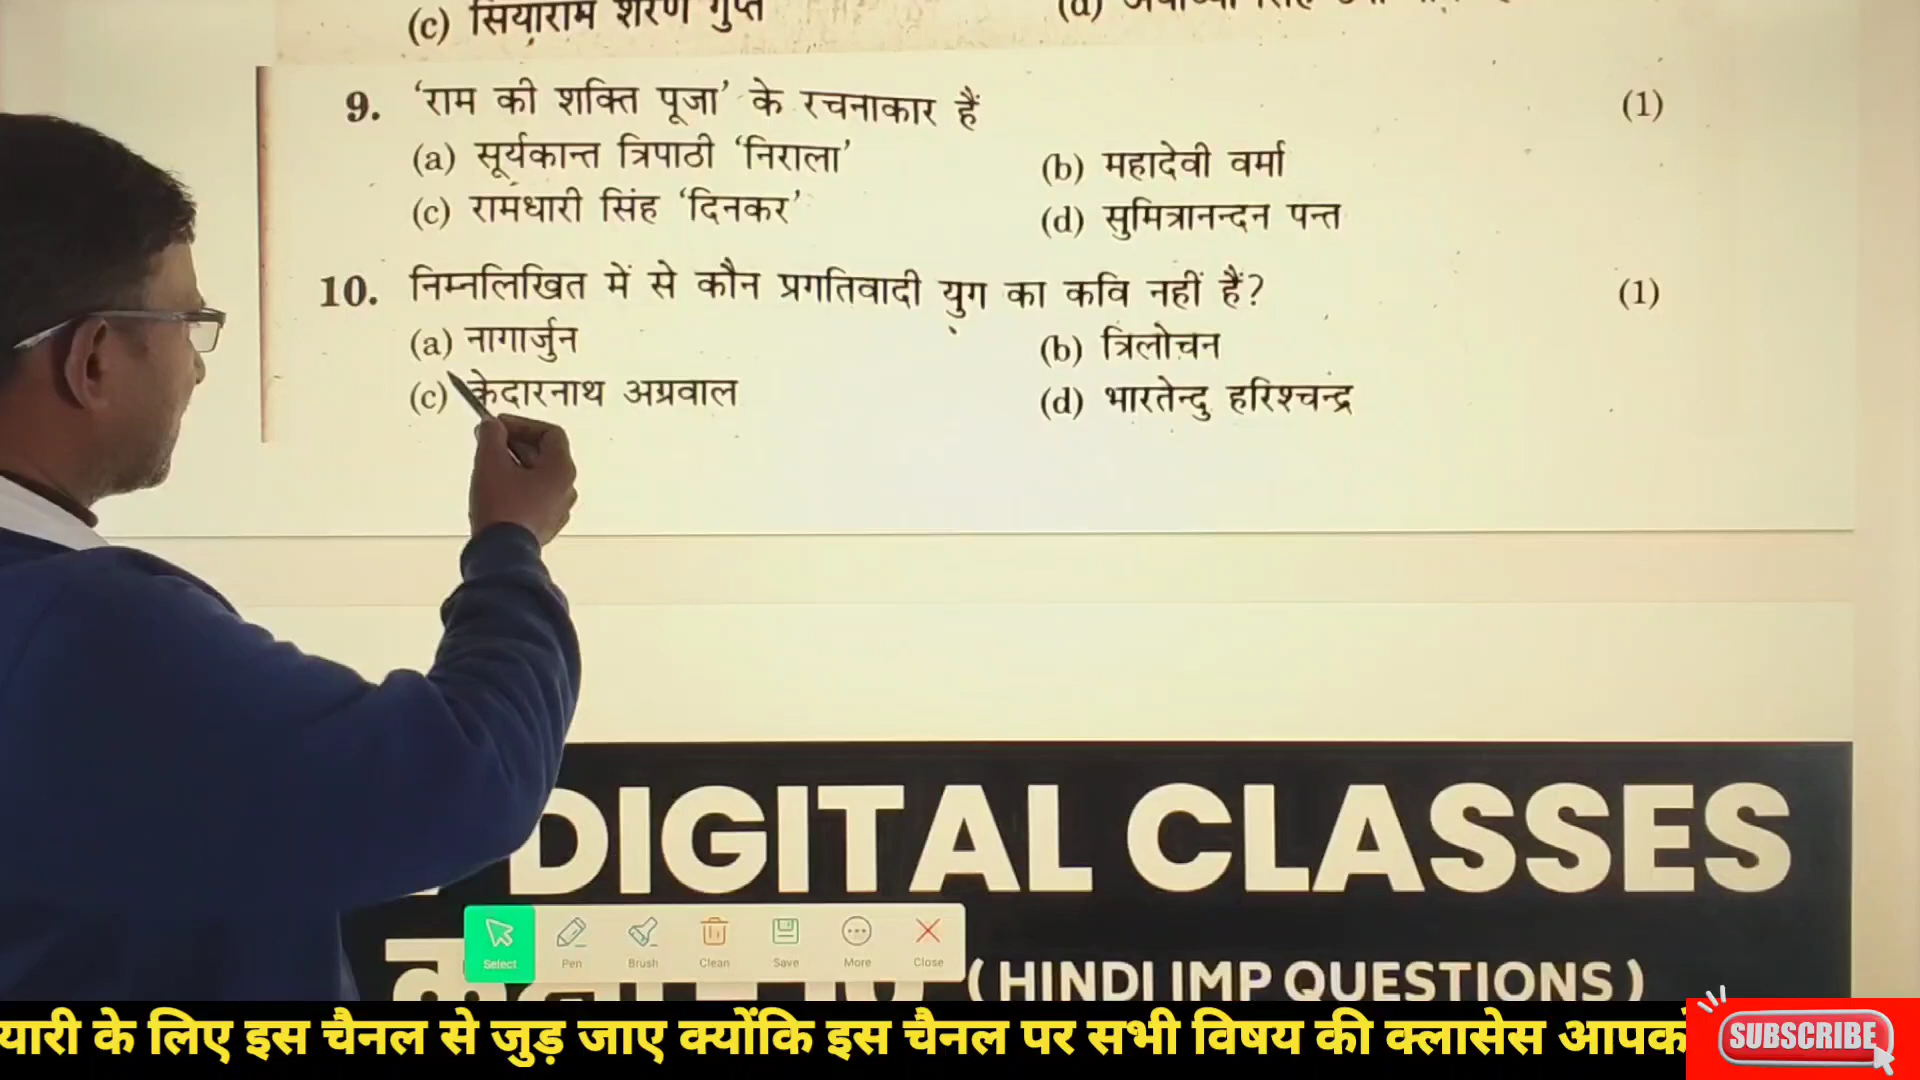 (c) सियाराम शरण गुप्त (d)
9. ‘राम की शक्ति पूजा’ के रचनाकार हैं (1)
(a) सूर्यकान्त त्रिपाठी ‘निराला’ (b) महादेवी वर्मा
(c) रामधारी सिंह ‘दिनकर’ (d) सुमित्रानन्दन पन्त
10. निम्नलिखित में से कौन प्रगतिवादी युग का कवि नहीं हैं? (1)
(a) नागार्जुन (b) त्रिलोचन
(c) केदारनाथ अग्रवाल (d) भारतेन्दु हरिश्चन्द्र
DIGITAL CLASSES
Select Pen Brush Clean Save More Close
( HINDI IMP QUESTIONS )
यारी के लिए इस चैनल से जुड़ जाए क्योंकि इस चैनल पर सभी विषय की क्लासेस आपको
SUBSCRIBE